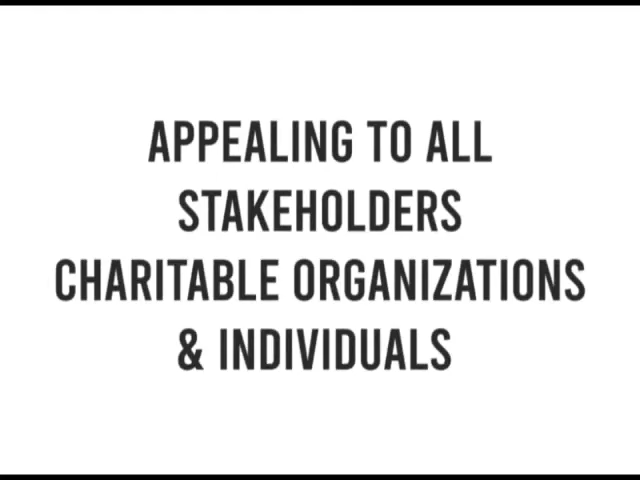 APPEALING TO ALL
STAKEHOLDERS
CHARITABLE ORGANIZATIONS
& INDIVIDUALS